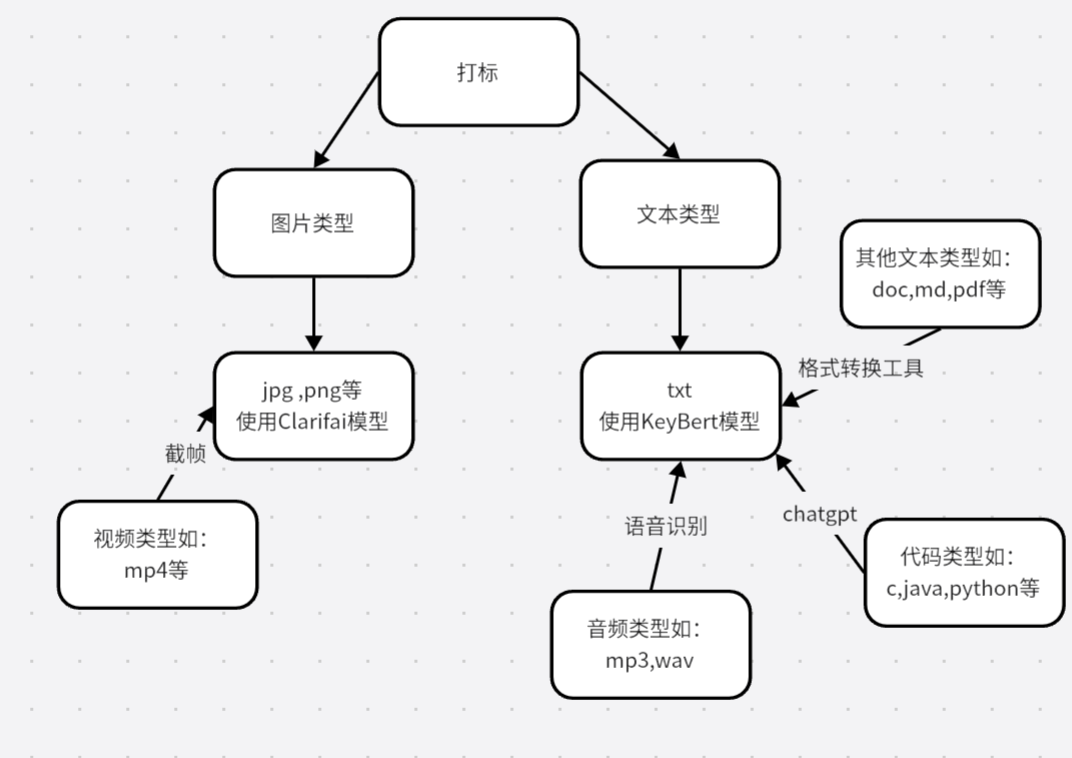 打标
图片类型
文本类型
其他文本类型如：
doc,md,pdf等
格式转换工具
jpg ,png等
使用Clarifai模型
txt
使用KeyBert模型
截帧
视频类型如：
mp4等
语音识别
chatgpt
代码类型如：
c,java,python等
音频类型如：
mp3,wav